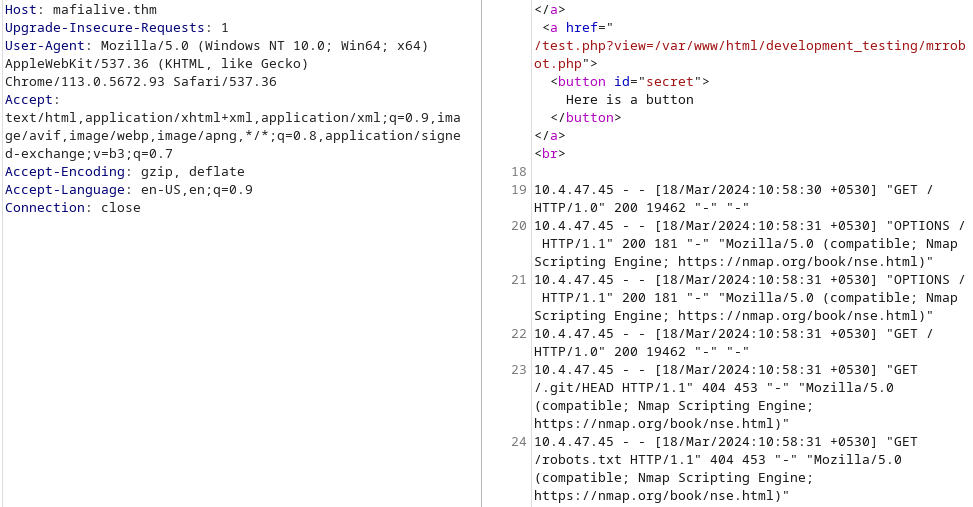 Host: mafialive.thm
Upgrade-Insecure-Requests: 1
User-Agent: Mozilla/5.0 (Windows NT 10.0; Win64; x64)
AppleWebKit/537.36 (KHTML, like Gecko)
Chrome/113.0.5672.93 Safari/537.36
Accept:
text/html,application/xhtml+xml,application/xml;q=0.9,ima
ge/avif,image/webp,image/apng,*/*;q=0.8,application/signe
d-exchange;v=b3;q=0.7
Accept-Encoding: gzip, deflate
Accept-Language: en-US,en;q=0.9
Connection: close
</a>
<a href="
/test.php?view=/var/www/html/development_testing/mrrob
ot.php">
<button id="secret">
Here is a button
</button>
</a>
<br>
18
19 10.4.47.45 - - [18/Mar/2024:10:58:30 +0530] "GET /
HTTP/1.0" 200 19462 "-" "-"
20 10.4.47.45 - - [18/Mar/2024:10:58:31 +0530] "OPTIONS /
HTTP/1.1" 200 181 "-" "Mozilla/5.0 (compatible; Nmap
Scripting Engine; https://nmap.org/book/nse.html)"
21 10.4.47.45 - - [18/Mar/2024:10:58:31 +0530] "OPTIONS /
HTTP/1.1" 200 181 "-" "Mozilla/5.0 (compatible; Nmap
Scripting Engine; https://nmap.org/book/nse.html)"
22 10.4.47.45 - - [18/Mar/2024:10:58:31 +0530] "GET /
HTTP/1.0" 200 19462 "-" "-"
23 10.4.47.45 - - [18/Mar/2024:10:58:31 +0530] "GET
/.git/HEAD HTTP/1.1" 404 453 "-" "Mozilla/5.0
(compatible; Nmap Scripting Engine;
https://nmap.org/book/nse.html)"
24 10.4.47.45 - - [18/Mar/2024:10:58:31 +0530] "GET
/robots.txt HTTP/1.1" 404 453 "-" "Mozilla/5.0
(compatible; Nmap Scripting Engine;
https://nmap.org/book/nse.html)"